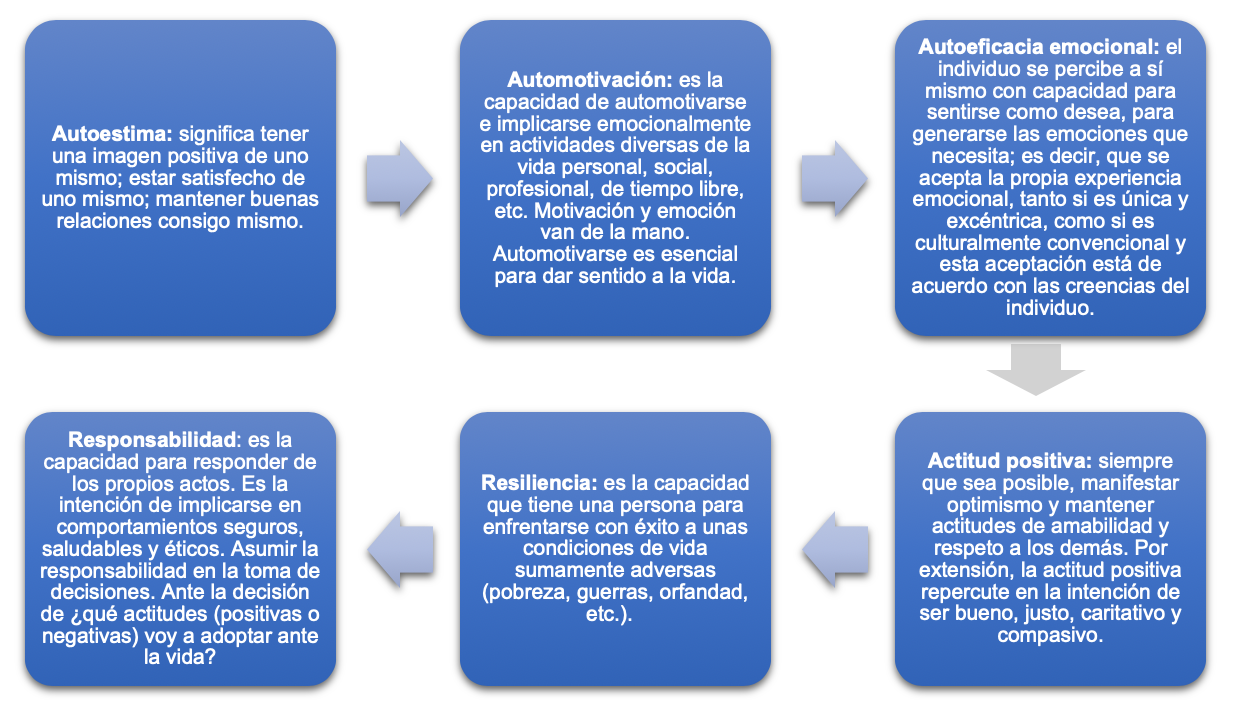 Autoestima: significa tener
una imagen positiva de uno
mismo; estar satisfecho de
uno mismo; mantener buenas
relaciones consigo mismo.
Automotivación: es la
capacidad de automotivarse
e implicarse emocionalmente
en actividades diversas de la
vida personal, social,
profesional, de tiempo libre,
etc. Motivación y emoción
van de la mano.
Automotivarse es esencial
para dar sentido a la vida.
Autoeficacia emocional: el
individuo se percibe a sí
mismo con capacidad para
sentirse como desea, para
generarse las emociones que
necesita; es decir, que se
acepta la propia experiencia
emocional, tanto si es única y
excéntrica, como si es
culturalmente convencional y
esta aceptación está de
acuerdo con las creencias del
individuo.
Actitud positiva: siempre
que sea posible, manifestar
optimismo y mantener
actitudes de amabilidad y
respeto a los demás. Por
extensión, la actitud positiva
repercute en la intención de
ser bueno, justo, caritativo y
compasivo.
Resiliencia: es la capacidad
que tiene una persona para
enfrentarse con éxito a unas
condiciones de vida
sumamente adversas
(pobreza, guerras, orfandad,
etc.).
Responsabilidad: es la
capacidad para responder de
los propios actos. Es la
intención de implicarse en
comportamientos seguros,
saludables y éticos. Asumir la
responsabilidad en la toma de
decisiones. Ante la decisión
de ¿qué actitudes (positivas o
negativas) voy a adoptar ante
la vida?